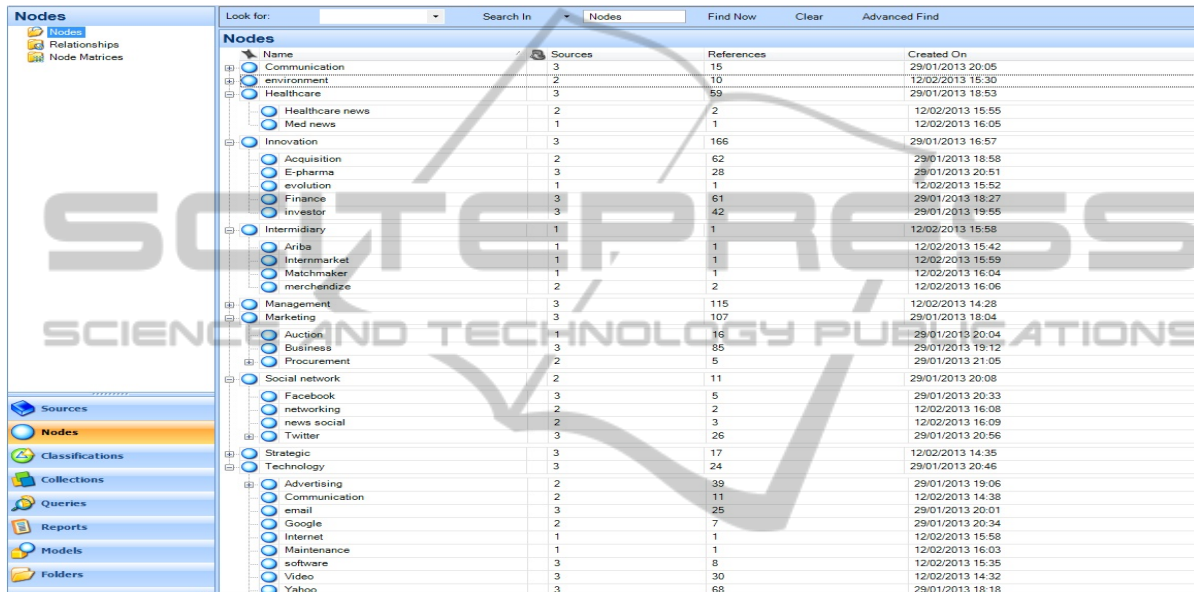 Nodes
Nodes
Relationships
Node Matrices
Sources
Nodes
Classifications
Collections
Queries
Reports
Models
Folders
Look for: Search In Nodes Find Now Clear Advanced Find
Nodes
Name Sources References Created On
Communication 3 15 29/01/2013 20:05
environment 2 10 12/02/2013 15:30
Healthcare 3 59 29/01/2013 18:53
Healthcare news 2 2 12/02/2013 15:55
Med news 1 1 12/02/2013 16:05
Innovation 3 166 29/01/2013 16:57
Acquisition 2 62 29/01/2013 18:58
E-pharma 3 28 29/01/2013 20:51
evolution 1 1 12/02/2013 15:52
Finance 3 61 29/01/2013 18:27
investor 3 42 29/01/2013 19:55
Intermidiary 1 1 12/02/2013 15:58
Ariba 1 1 12/02/2013 15:42
Internmarket 1 1 12/02/2013 15:59
Matchmaker 1 1 12/02/2013 16:04
merchendize 2 2 12/02/2013 16:06
Management 3 115 12/02/2013 14:28
Marketing 3 107 29/01/2013 18:04
Auction 1 16 29/01/2013 20:04
Business 3 85 29/01/2013 19:12
Procurement 2 5 29/01/2013 21:05
Social network 2 11 29/01/2013 20:08
Facebook 3 5 29/01/2013 20:33
networking 2 2 12/02/2013 16:08
news social 2 3 12/02/2013 16:09
Twitter 3 26 29/01/2013 20:56
Strategic 3 17 12/02/2013 14:35
Technology 3 24 29/01/2013 20:46
Advertising 2 39 29/01/2013 19:06
Communication 2 11 12/02/2013 14:38
email 3 25 29/01/2013 20:01
Google 2 7 29/01/2013 20:34
Internet 1 1 12/02/2013 15:58
Maintenance 1 1 12/02/2013 16:03
software 3 8 12/02/2013 15:35
Video 3 30 12/02/2013 14:32
Yahoo 3 68 29/01/2013 18:18
SCITEPRESS
SCIENCE AND TECHNOLOGY PUBLICATIONS